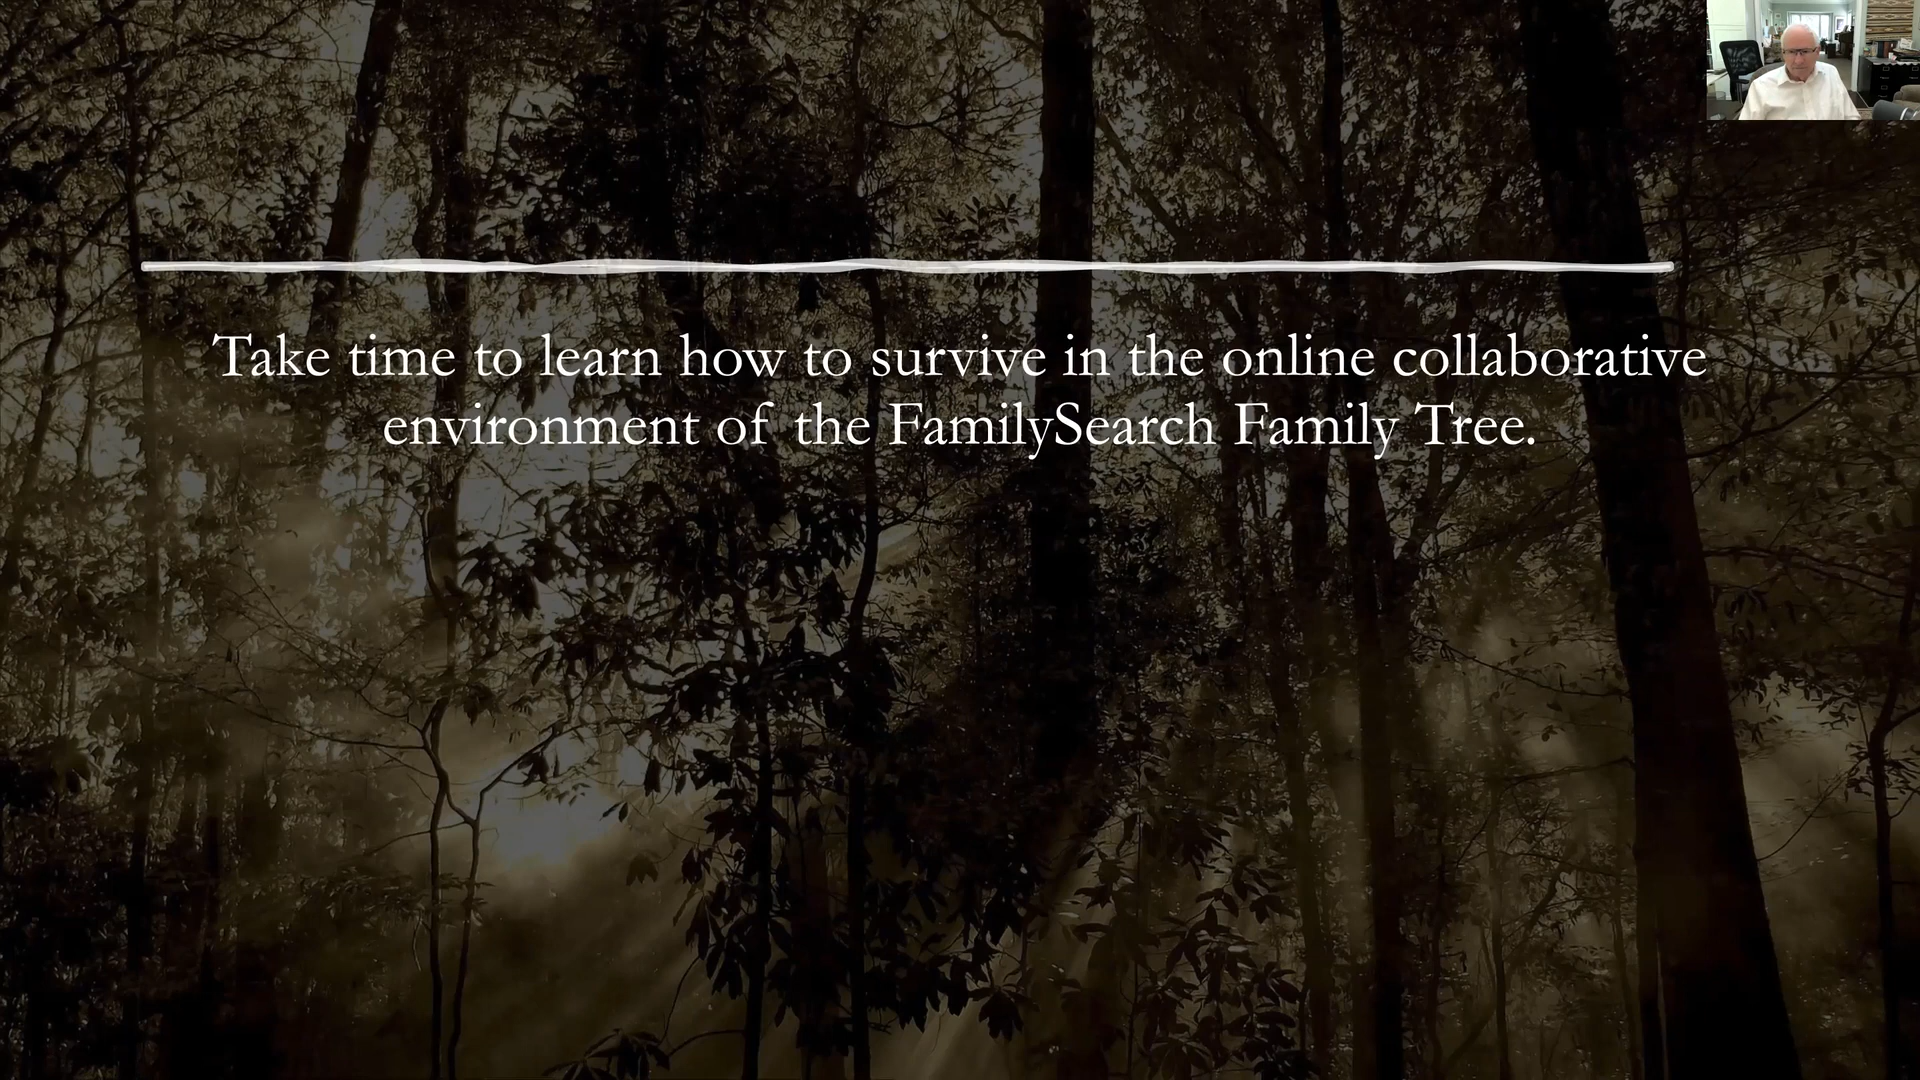 Take time to learn how to survive in the online collaborative
environment of the FamilySearch Family Tree.